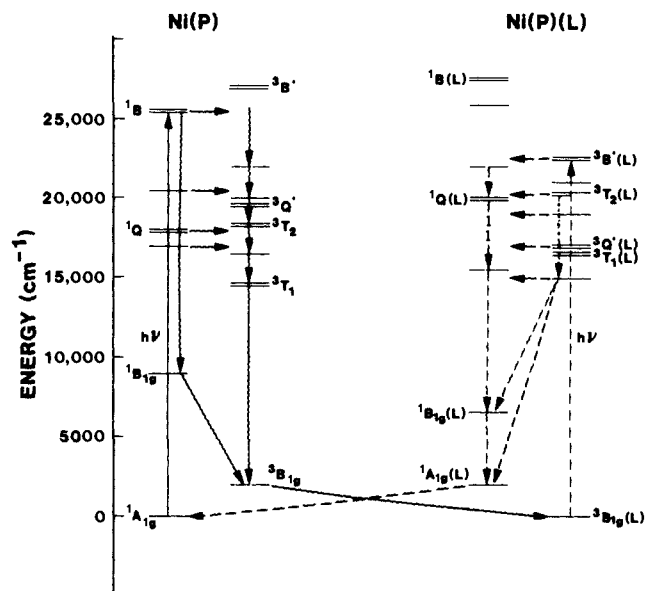 Ni(P)
Ni(P)(L)
ENERGY (cm⁻¹)
25,000
20,000
15,000
10,000
5000
0
¹B
¹Q
hν
¹B₁g
¹A₁g
³B'
³Q'
³T₂
³T₁
³B₁g
¹B(L)
¹Q(L)
¹B₁g(L)
¹A₁g(L)
³B'(L)
³T₂(L)
³Q'(L)
³T₁(L)
hν
³B₁g(L)